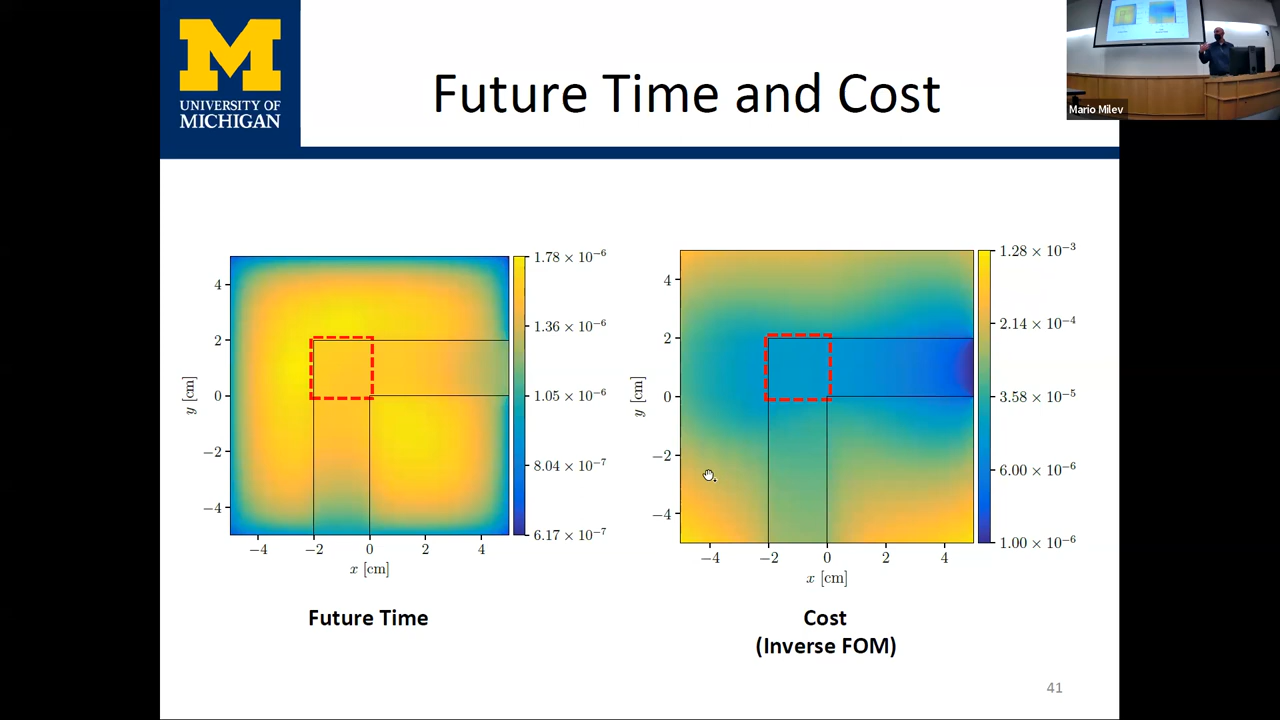 M
UNIVERSITY OF
MICHIGAN
Future Time and Cost
Mario Milev
4
2
0
−2
−4
y [cm]
−4
−2
0
2
4
x [cm]
1.78 × 10⁻⁶
1.36 × 10⁻⁶
1.05 × 10⁻⁶
8.04 × 10⁻⁷
6.17 × 10⁻⁷
Future Time
4
2
0
−2
−4
y [cm]
−4
−2
0
2
4
x [cm]
1.28 × 10⁻³
2.14 × 10⁻⁴
3.58 × 10⁻⁵
6.00 × 10⁻⁶
1.00 × 10⁻⁶
Cost
(Inverse FOM)
41